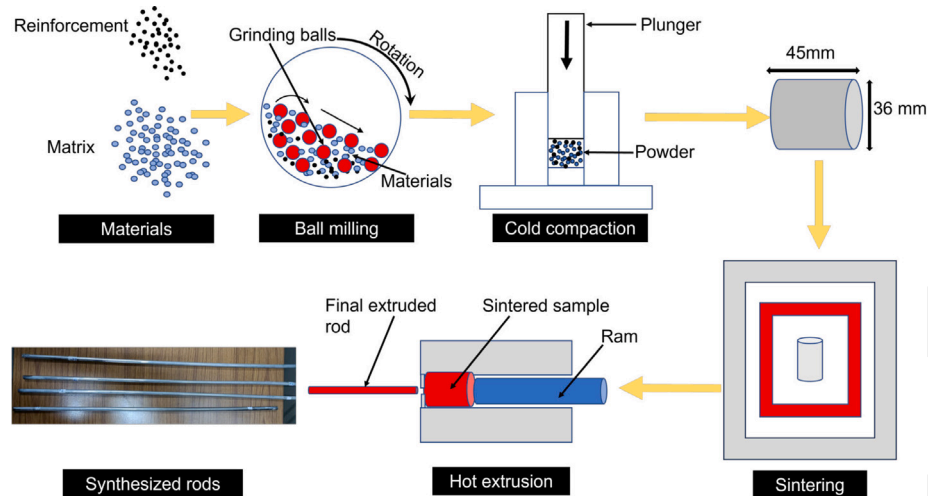 Reinforcement
Matrix
Materials
Grinding balls
Rotation
Materials
Ball milling
Plunger
Powder
Cold compaction
45mm
36 mm
Final extruded
rod
Sintered sample
Ram
Synthesized rods
Hot extrusion
Sintering